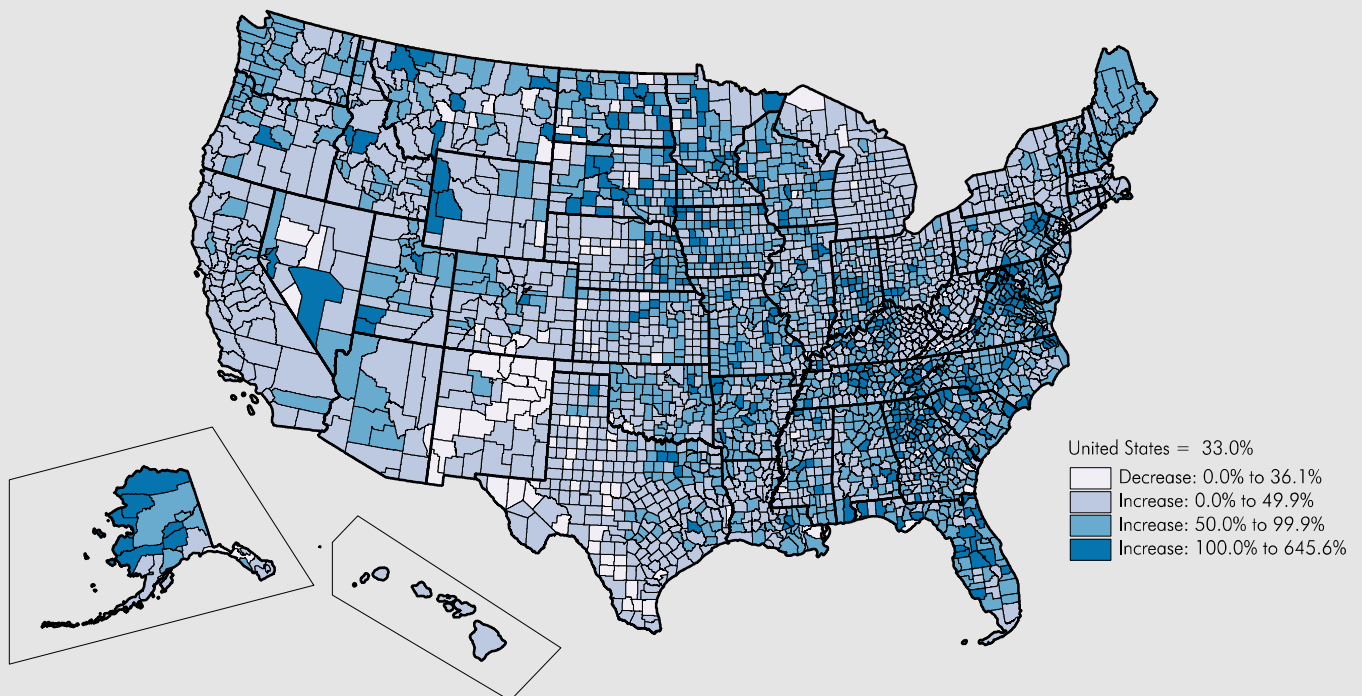 United States = 33.0%
Decrease: 0.0% to 36.1%
Increase: 0.0% to 49.9%
Increase: 50.0% to 99.9%
Increase: 100.0% to 645.6%